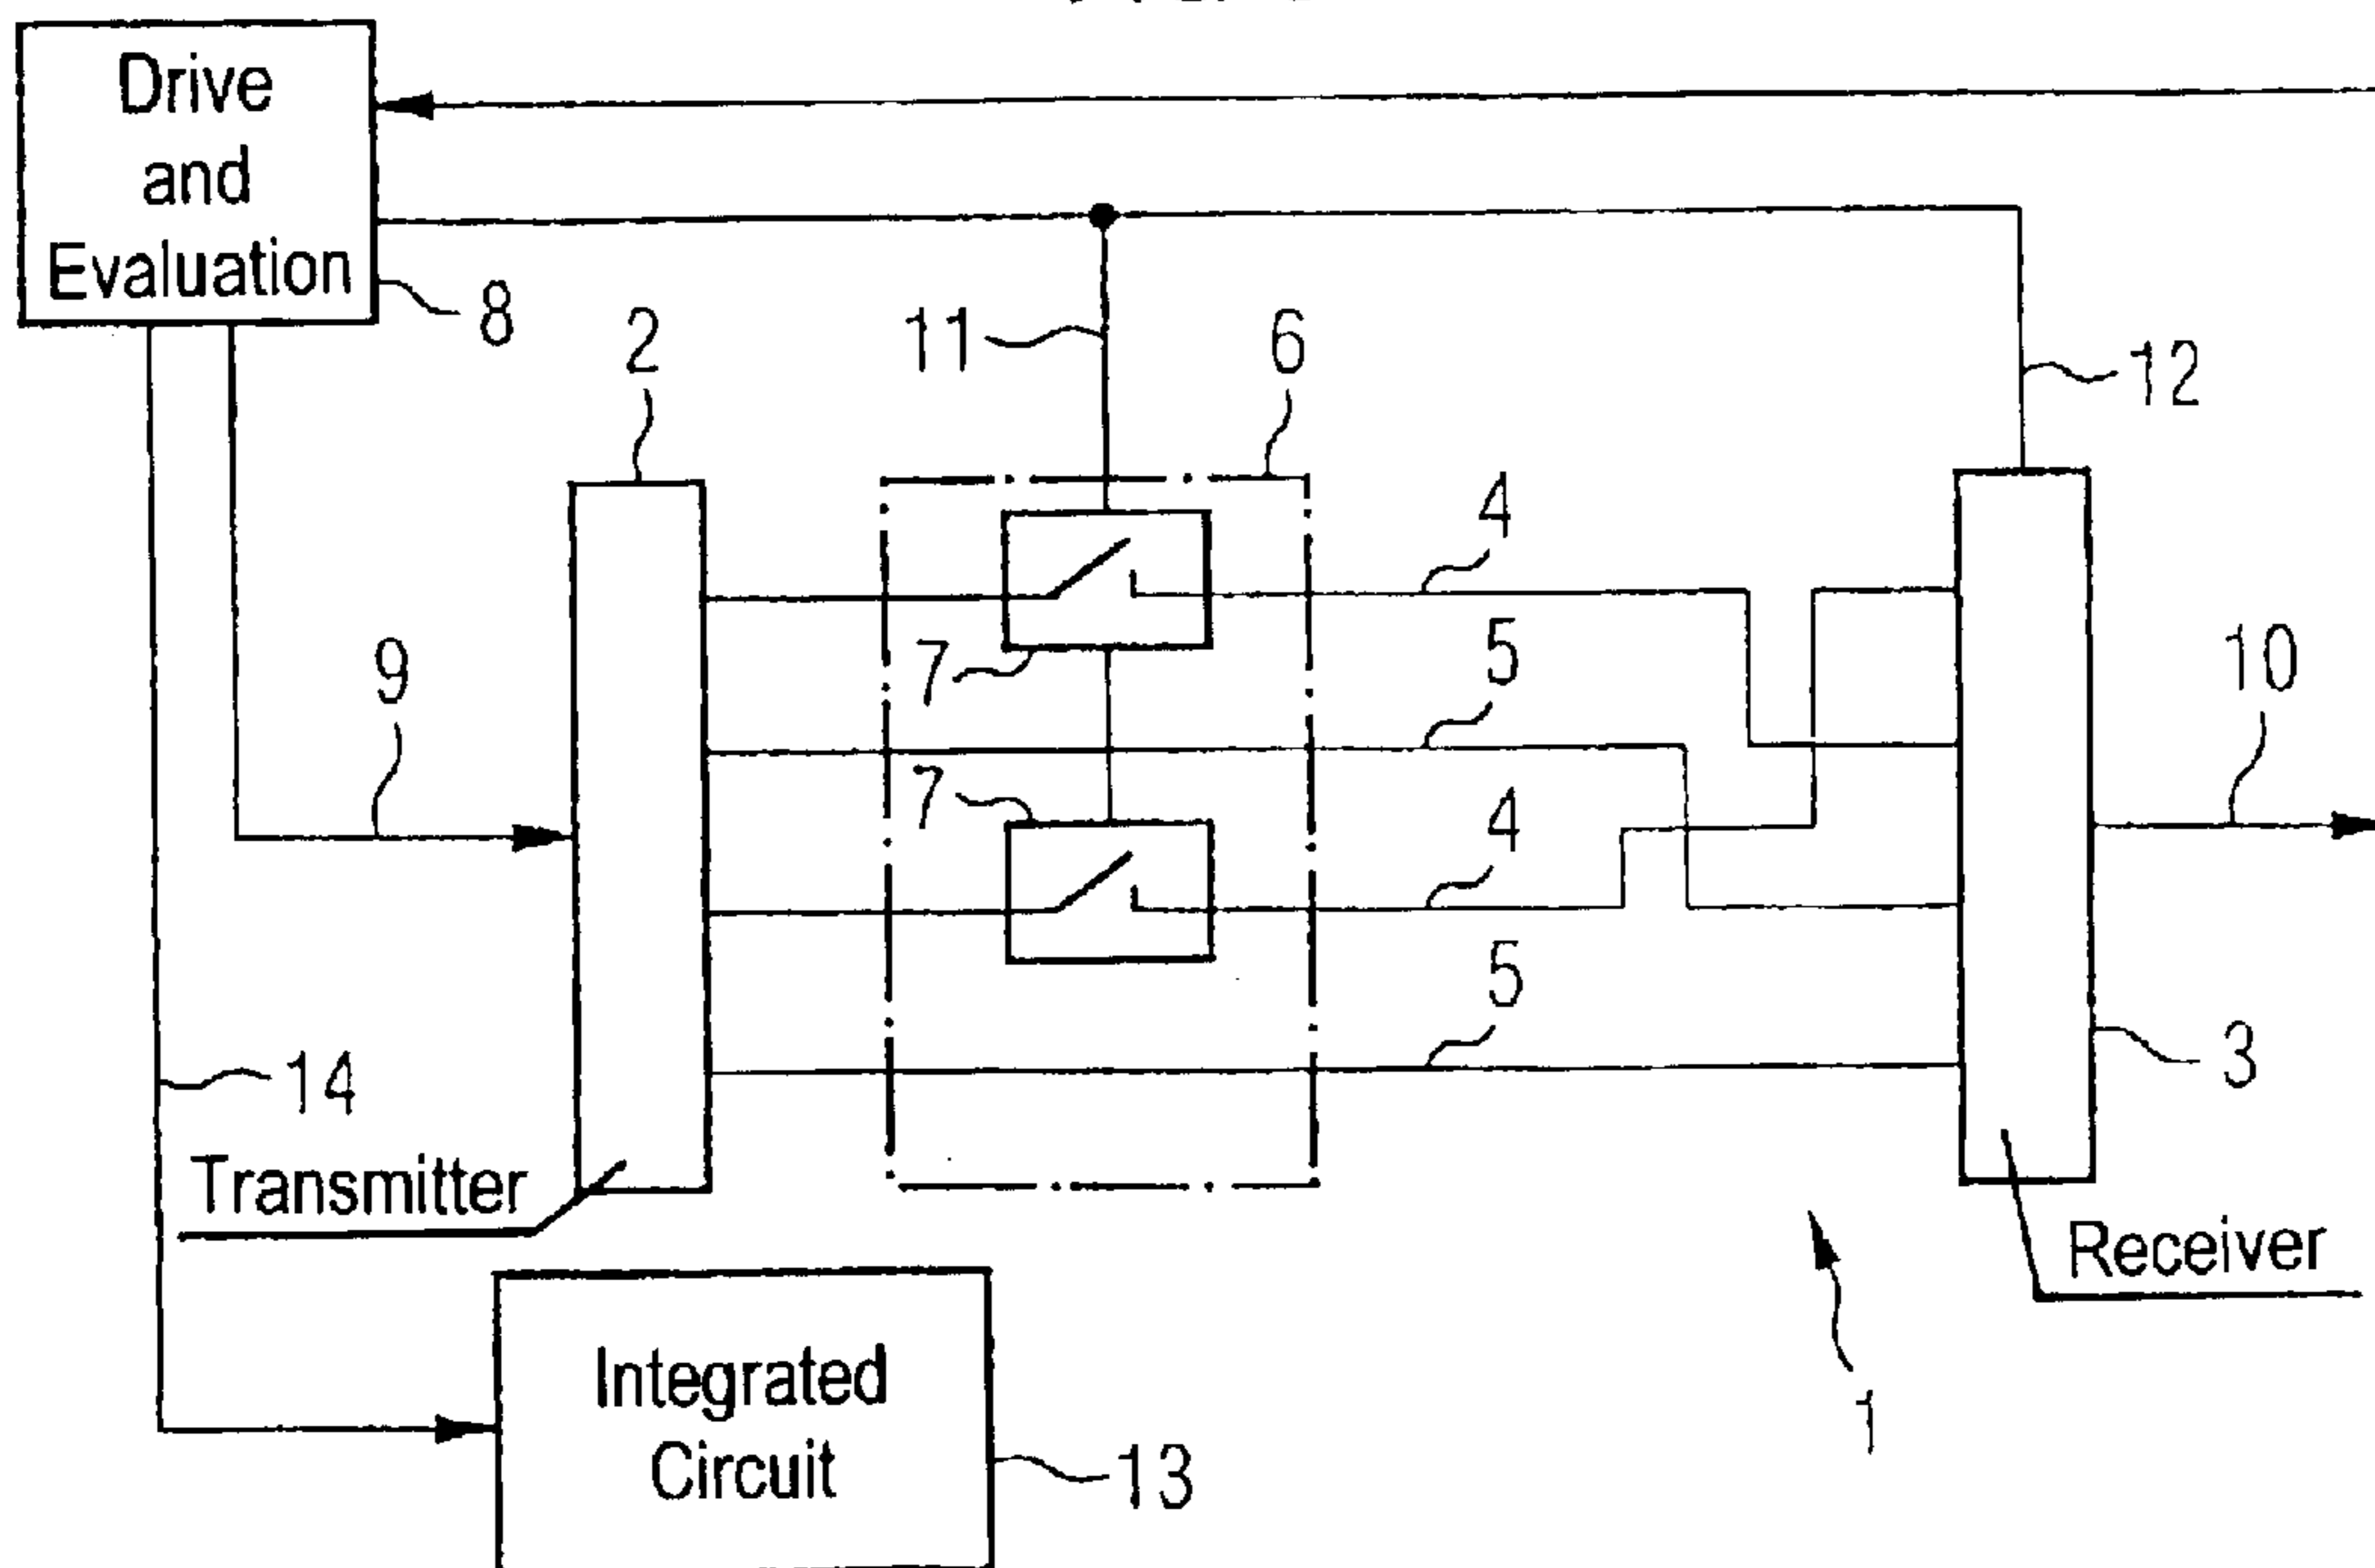 Drive
and
Evaluation
8
2
11
6
12
4
5
7
9
10
7
4
5
3
14
Transmitter
Receiver
Integrated
Circuit
13
1